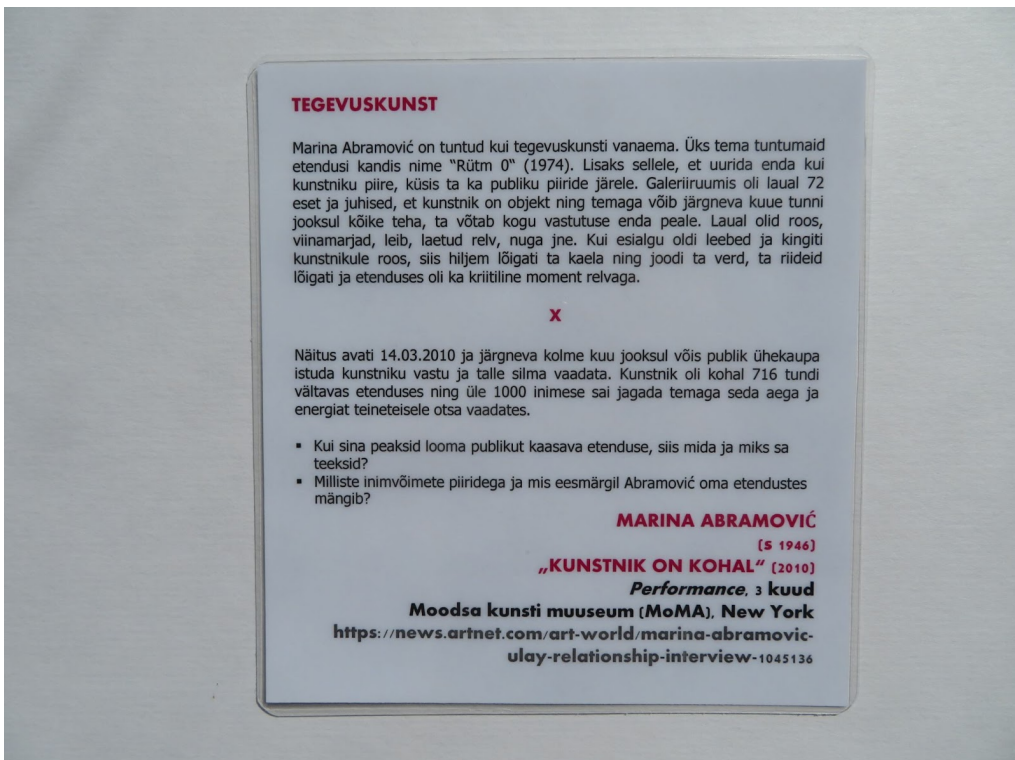 TEGEVUSKUNST
Marina Abramović on tuntud kui tegevuskunsti vanaema. Üks tema tuntumaid
etendusi kandis nime "Rütm 0" (1974). Lisaks sellele, et uurida enda kui
kunstniku piire, küsis ta ka publiku piiride järele. Galeriiruumis oli laual 72
eset ja juhised, et kunstnik on objekt ning temaga võib järgneva kuue tunni
jooksul kõike teha, ta võtab kogu vastutuse enda peale. Laual olid roos,
viinamarjad, leib, laetud relv, nuga jne. Kui esialgu oldi leebed ja kingiti
kunstnikule roos, siis hiljem lõigati ta kaela ning joodi ta verd, ta riideid
lõigati ja etenduses oli ka kriitiline moment relvaga.
X
Näitus avati 14.03.2010 ja järgneva kolme kuu jooksul võis publik ühekaupa
istuda kunstniku vastu ja talle silma vaadata. Kunstnik oli kohal 716 tundi
vältavas etenduses ning üle 1000 inimese sai jagada temaga seda aega ja
energiat teineteisele otsa vaadates.
▪ Kui sina peaksid looma publikut kaasava etenduse, siis mida ja miks sa
teeksid?
▪ Milliste inimvõimete piiridega ja mis eesmärgil Abramović oma etendustes
mängib?
MARINA ABRAMOVIĆ
(S 1946)
„KUNSTNIK ON KOHAL" (2010)
Performance, 3 kuud
Moodsa kunsti muuseum (MoMA), New York
https://news.artnet.com/art-world/marina-abramovic-
ulay-relationship-interview-1045136